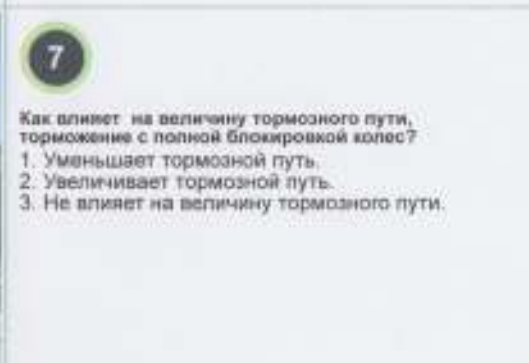 7
Как влияет на величину тормозного пути,
торможение с полной блокировкой колес?
1. Уменьшает тормозной путь.
2. Увеличивает тормозной путь.
3. Не влияет на величину тормозного пути.